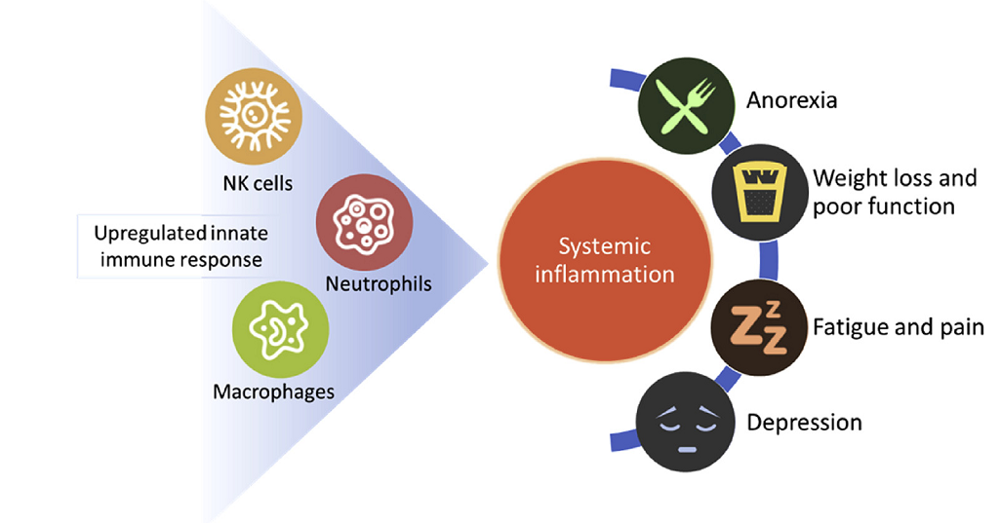 NK cells
Upregulated innate
immune response
Neutrophils
Macrophages
Systemic
inflammation
Anorexia
Weight loss and
poor function
Fatigue and pain
Z
z
Z
Depression